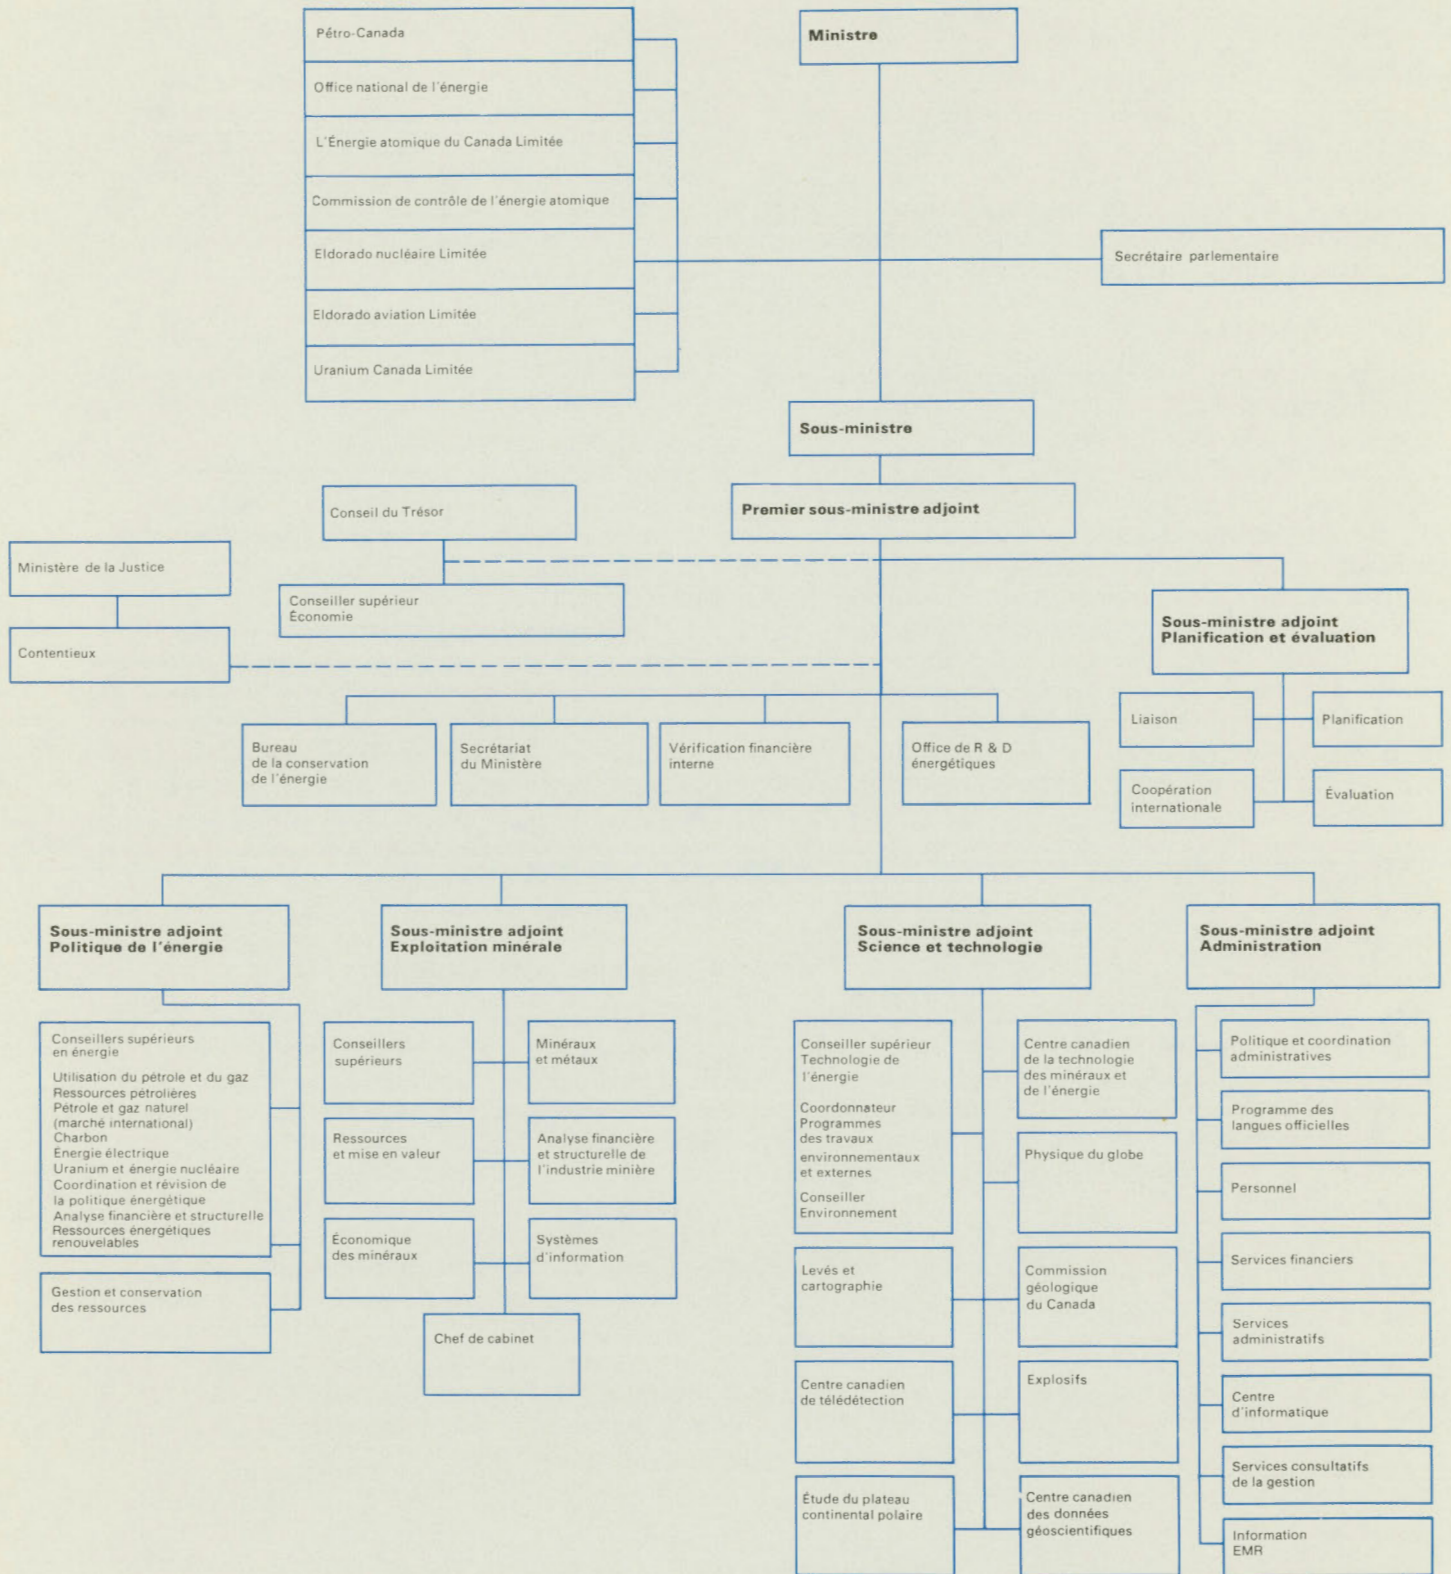 Pétro-Canada
Office national de l'énergie
L'Énergie atomique du Canada Limitée
Commission de contrôle de l'énergie atomique
Eldorado nucléaire Limitée
Eldorado aviation Limitée
Uranium Canada Limitée
Ministre
Secrétaire parlementaire
Sous-ministre
Premier sous-ministre adjoint
Conseil du Trésor
Conseiller supérieur
Économie
Ministère de la Justice
Contentieux
Sous-ministre adjoint
Planification et évaluation
Liaison
Planification
Coopération
internationale
Évaluation
Bureau
de la conservation
de l'énergie
Secrétariat
du Ministère
Vérification financière
interne
Office de R & D
énergétiques
Sous-ministre adjoint
Politique de l'énergie
Conseillers supérieurs
en énergie
Utilisation du pétrole et du gaz
Ressources pétrolières
Pétrole et gaz naturel
(marché international)
Charbon
Énergie électrique
Uranium et énergie nucléaire
Coordination et révision de
la politique énergétique
Analyse financière et structurelle
Ressources énergétiques
renouvelables
Gestion et conservation
des ressources
Sous-ministre adjoint
Exploitation minérale
Conseillers
supérieurs
Minéraux
et métaux
Ressources
et mise en valeur
Analyse financière
et structurelle de
l'industrie minière
Économique
des minéraux
Systèmes
d'information
Chef de cabinet
Sous-ministre adjoint
Science et technologie
Conseiller supérieur
Technologie de
l'énergie
Coordonnateur
Programmes
des travaux
environnementaux
et externes
Conseiller
Environnement
Centre canadien
de la technologie
des minéraux et
de l'énergie
Physique du globe
Levés et
cartographie
Commission
géologique
du Canada
Centre canadien
de télédétection
Explosifs
Étude du plateau
continental polaire
Centre canadien
des données
géoscientifiques
Sous-ministre adjoint
Administration
Politique et coordination
administratives
Programme des
langues officielles
Personnel
Services financiers
Services
administratifs
Centre
d'informatique
Services consultatifs
de la gestion
Information
EMR